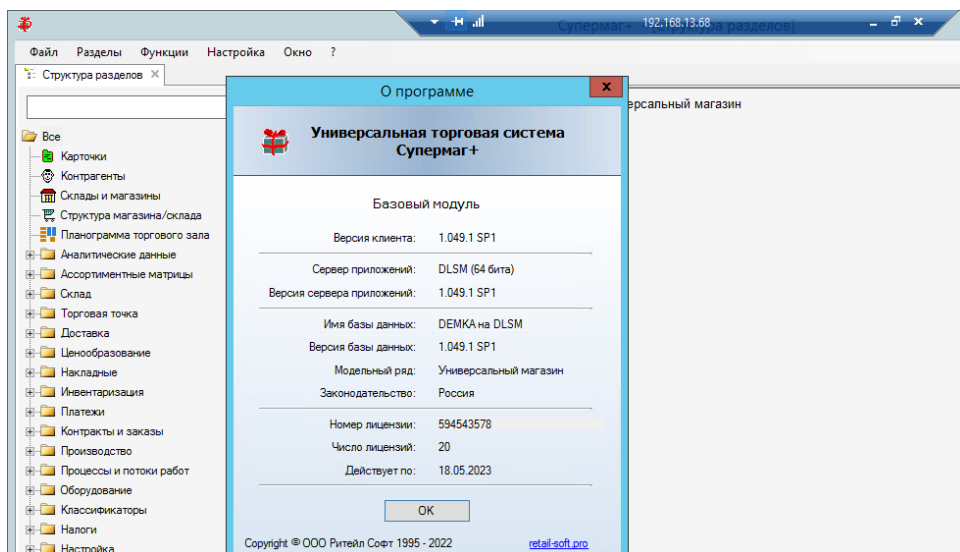 Супермаг+ - [Структура разделов]
192.168.13.68
Файл Разделы Функции Настройка Окно ?
Структура разделов
Все
Карточки
Контрагенты
Склады и магазины
Структура магазина/склада
Планограмма торгового зала
Аналитические данные
Ассортиментные матрицы
Склад
Торговая точка
Доставка
Ценообразование
Накладные
Инвентаризация
Платежи
Контракты и заказы
Производство
Процессы и потоки работ
Оборудование
Классификаторы
Налоги
Настройка
ерсальный магазин
О программе
x
Универсальная торговая система
Супермаг+
Базовый модуль
Версия клиента: 1.049.1 SP1
Сервер приложений: DLSM (64 бита)
Версия сервера приложений: 1.049.1 SP1
Имя базы данных: DEMKA на DLSM
Версия базы данных: 1.049.1 SP1
Модельный ряд: Универсальный магазин
Законодательство: Россия
Номер лицензии: 594543578
Число лицензий: 20
Действует по: 18.05.2023
OK
Copyright © ООО Ритейл Софт 1995 - 2022 retail-soft.pro